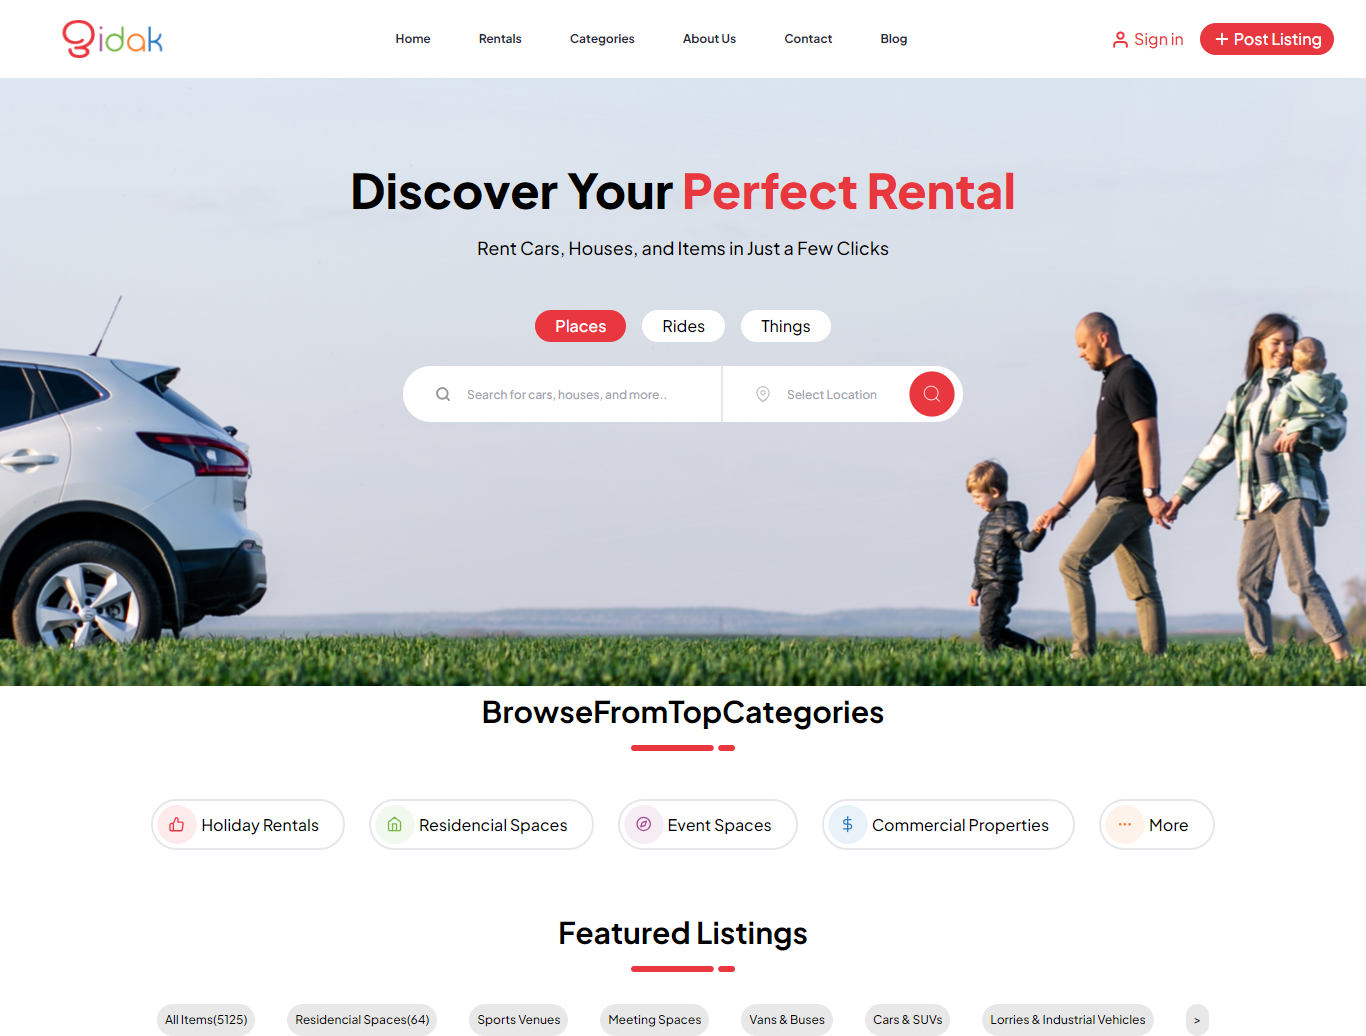 gidak
Home Rentals Categories About Us Contact Blog
Sign in
+ Post Listing
Discover Your Perfect Rental
Rent Cars, Houses, and Items in Just a Few Clicks
Places Rides Things
Search for cars, houses, and more..
Select Location
BrowseFromTopCategories
Holiday Rentals
Residencial Spaces
Event Spaces
$ Commercial Properties
More
Featured Listings
All Items(5125) Residencial Spaces(64) Sports Venues Meeting Spaces Vans & Buses Cars & SUVs Lorries & Industrial Vehicles >